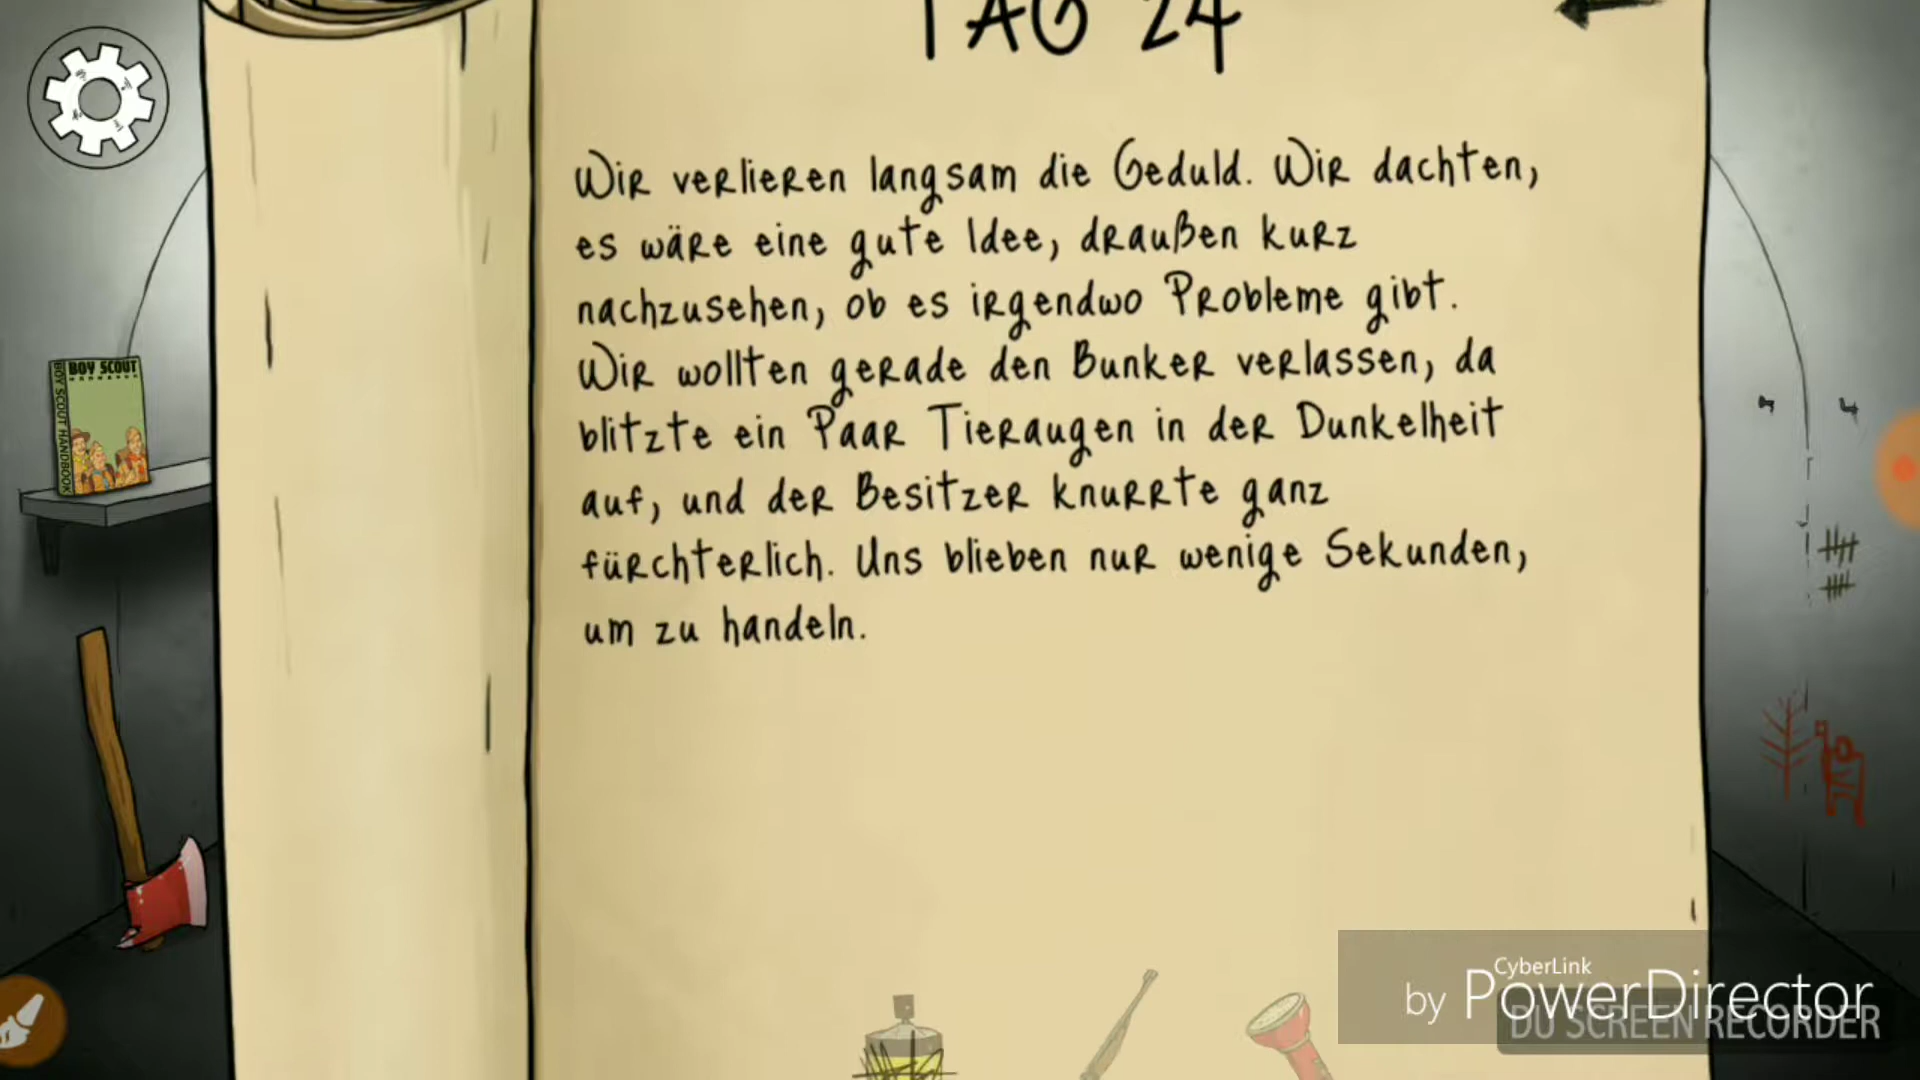 TAG 24
Wir verlieren langsam die Geduld. Wir dachten,
es wäre eine gute Idee, draußen kurz
nachzusehen, ob es irgendwo Probleme gibt.
Wir wollten gerade den Bunker verlassen, da
blitzte ein Paar Tieraugen in der Dunkelheit
auf, und der Besitzer knurrte ganz
fürchterlich. Uns blieben nur wenige Sekunden,
um zu handeln.
BOY SCOUT
BOY SCOUT HANDBOOK
CyberLink
by PowerDirector
DU SCREEN RECORDER